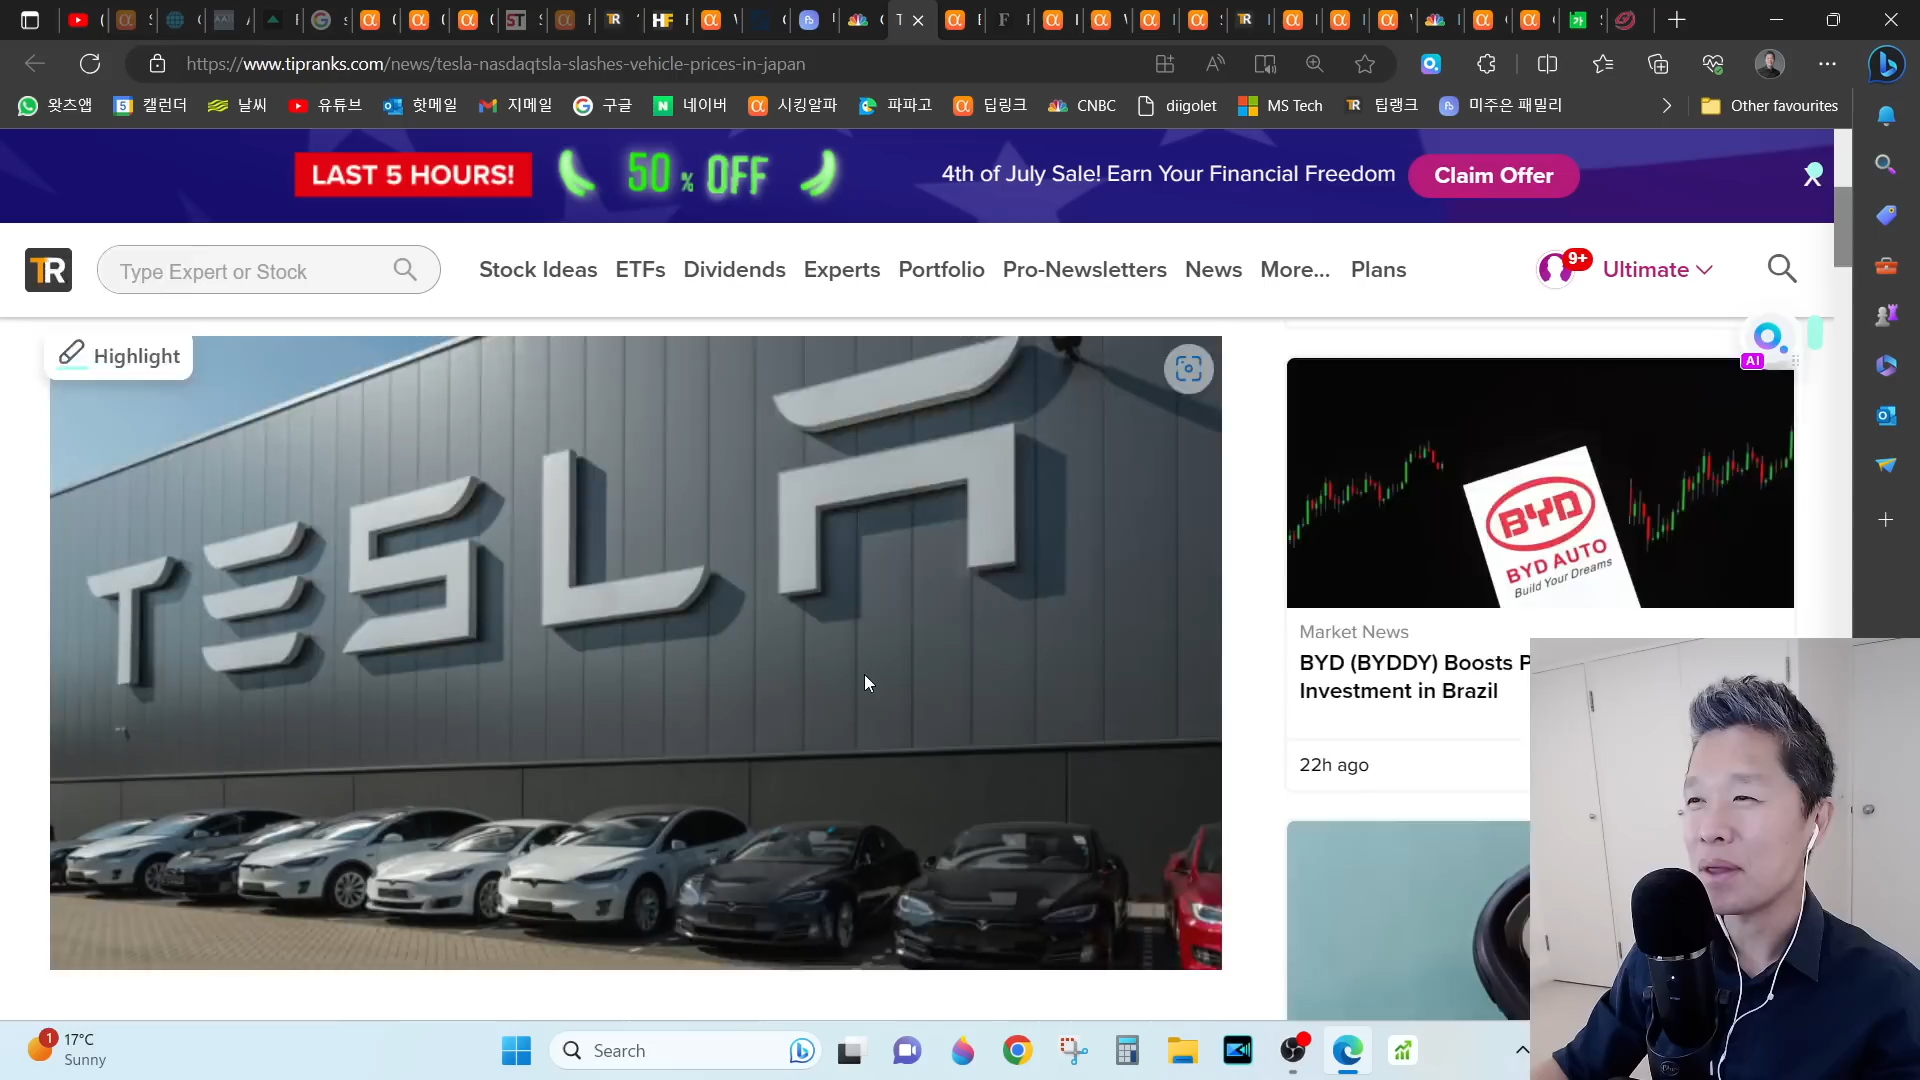 https://www.tipranks.com/news/tesla-nasdaqtsla-slashes-vehicle-prices-in-japan
왓츠앱
캘린더
날씨
유튜브
핫메일
지메일
구글
네이버
시킹알파
파파고
딥링크
CNBC
diigolet
MS Tech
팁랭크
미주은 패밀리
Other favourites
LAST 5 HOURS!
50 % OFF
4th of July Sale! Earn Your Financial Freedom
Claim Offer
X
TR
Type Expert or Stock
Stock Ideas
ETFs
Dividends
Experts
Portfolio
Pro-Newsletters
News
More...
Plans
9+
Ultimate
Highlight
AI
TESLA
BYD
BYD AUTO
Build Your Dreams
Market News
BYD (BYDDY) Boosts P
Investment in Brazil
22h ago
1
17°C
Sunny
Search